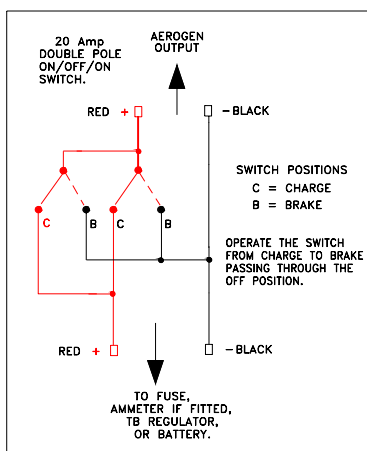 20 Amp
DOUBLE POLE
ON/OFF/ON
SWITCH.
AEROGEN
OUTPUT
RED +
- BLACK
SWITCH POSITIONS
C = CHARGE
B = BRAKE
C
B
C
B
OPERATE THE SWITCH
FROM CHARGE TO BRAKE
PASSING THROUGH THE
OFF POSITION.
RED +
- BLACK
TO FUSE,
AMMETER IF FITTED,
TB REGULATOR,
OR BATTERY.